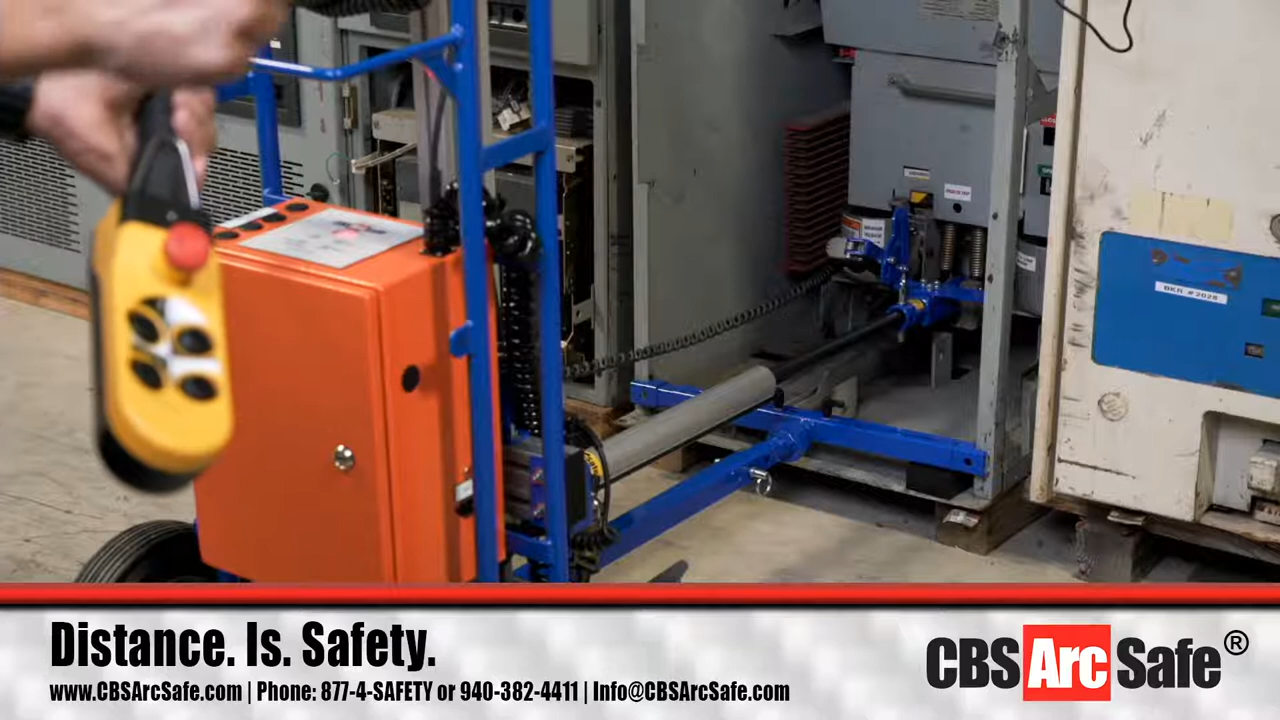 BKR #2028
Distance. Is. Safety.
www.CBSArcSafe.com | Phone: 877-4-SAFETY or 940-382-4411 | Info@CBSArcSafe.com
CBS Arc Safe®